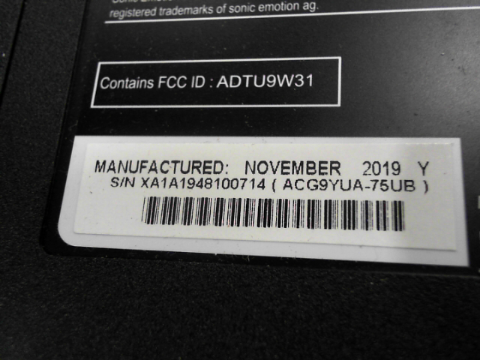 registered trademarks of sonic emotion ag.
Contains FCC ID : ADTU9W31
MANUFACTURED: NOVEMBER 2019 Y
S/N XA1A1948100714 ( ACG9YUA-75UB )